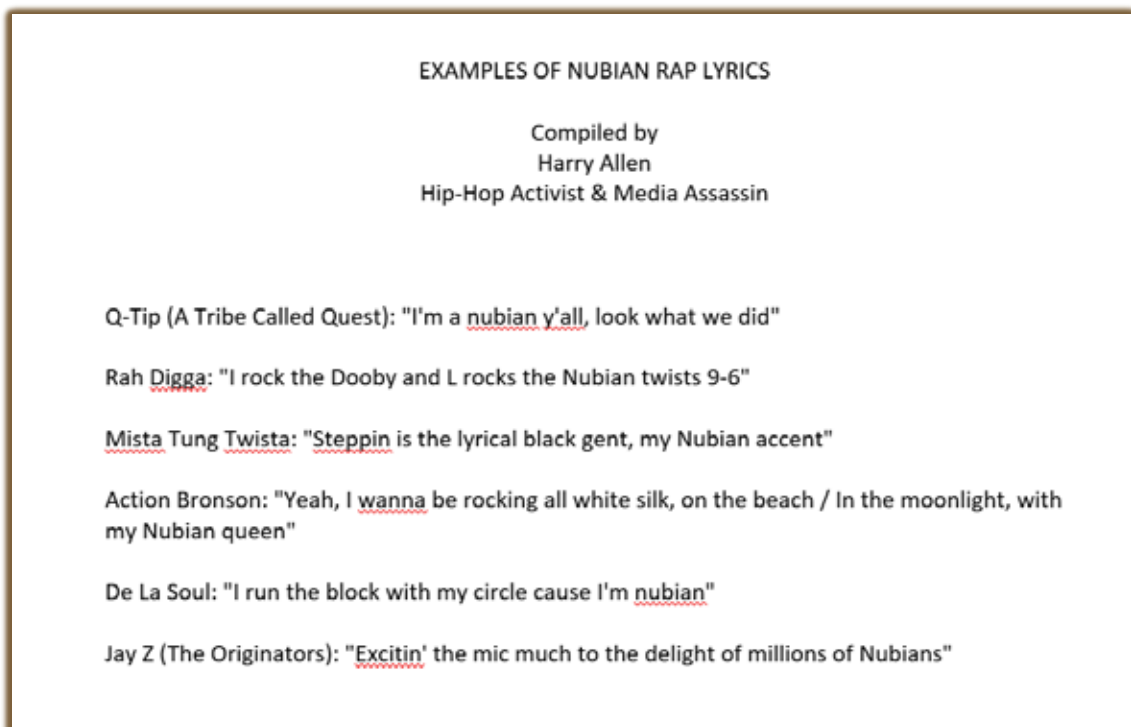 EXAMPLES OF NUBIAN RAP LYRICS
Compiled by
Harry Allen
Hip-Hop Activist & Media Assassin
Q-Tip (A Tribe Called Quest): "I'm a nubian y'all, look what we did"
Rah Digga: "I rock the Dooby and L rocks the Nubian twists 9-6"
Mista Tung Twista: "Steppin is the lyrical black gent, my Nubian accent"
Action Bronson: "Yeah, I wanna be rocking all white silk, on the beach / In the moonlight, with
my Nubian queen"
De La Soul: "I run the block with my circle cause I'm nubian"
Jay Z (The Originators): "Excitin' the mic much to the delight of millions of Nubians"